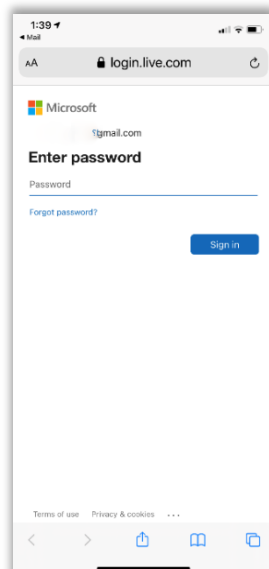 1:39
Mail
AA login.live.com
Microsoft
gmail.com
Enter password
Password
Forgot password?
Sign in
Terms of use Privacy & cookies ...